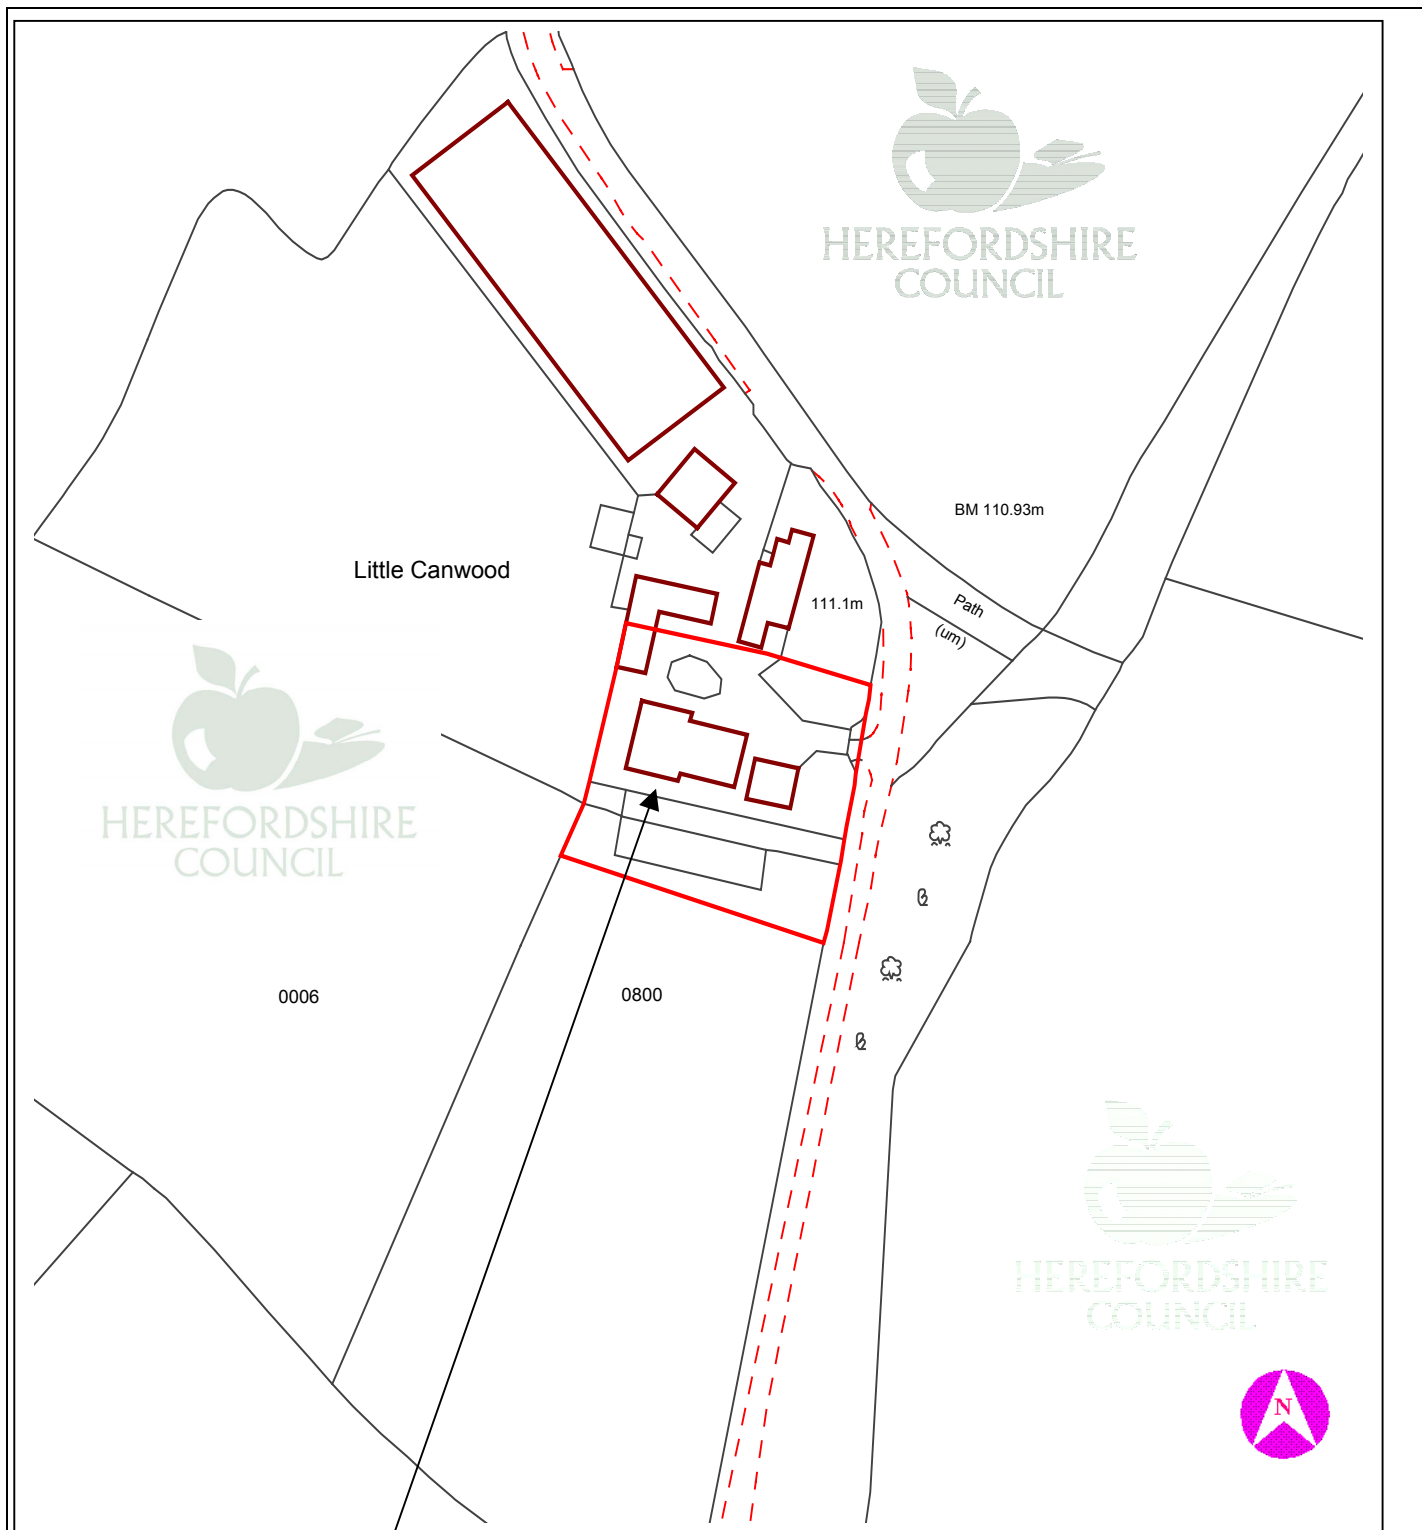 HEREFORDSHIRE
COUNCIL
BM 110.93m
Little Canwood
111.1m
Path
(um)
HEREFORDSHIRE
COUNCIL
0006
0800
HEREFORDSHIRE
COUNCIL
N